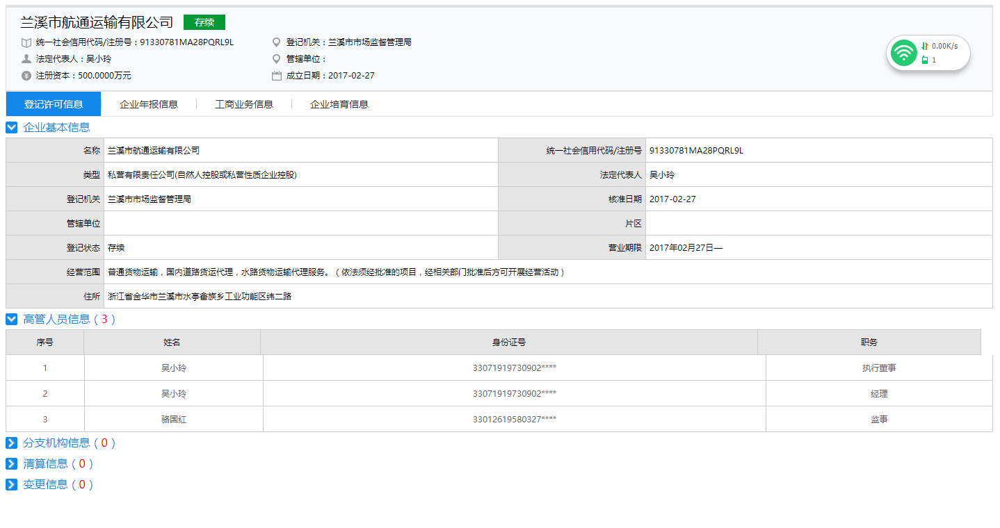 兰溪市航通运输有限公司 存续
统一社会信用代码/注册号：91330781MA28PQRL9L 登记机关：兰溪市市场监督管理局
法定代表人：吴小玲 管辖单位：
注册资本：500.0000万元 成立日期：2017-02-27
0.00K/s
1
登记许可信息 企业年报信息 工商业务信息 企业培育信息
企业基本信息
名称 兰溪市航通运输有限公司 统一社会信用代码/注册号 91330781MA28PQRL9L
类型 私营有限责任公司(自然人控股或私营性质企业控股) 法定代表人 吴小玲
登记机关 兰溪市市场监督管理局 核准日期 2017-02-27
管辖单位 片区
登记状态 存续 营业期限 2017年02月27日—
经营范围 普通货物运输，国内道路货运代理，水路货物运输代理服务。（依法须经批准的项目，经相关部门批准后方可开展经营活动）
住所 浙江省金华市兰溪市水亭畲族乡工业功能区纬二路
高管人员信息（3）
序号 姓名 身份证号 职务
1 吴小玲 33071919730902**** 执行董事
2 吴小玲 33071919730902**** 经理
3 骆国红 33012619580327**** 监事
分支机构信息（0）
清算信息（0）
变更信息（0）